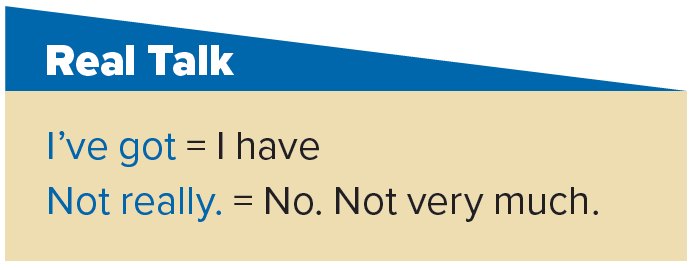 Real Talk
I’ve got = I have
Not really. = No. Not very much.